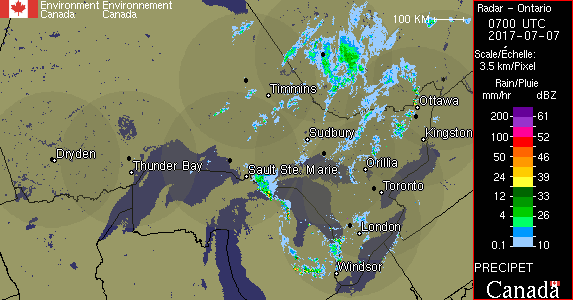 Environment Environnement
Canada Canada
100 KM
Timmins
Ottawa
Sudbury
Kingston
Dryden
Thunder Bay
Sault Ste. Marie
Orillia
Toronto
London
Windsor
Radar - Ontario
0700 UTC
2017-07-07
Scale/Échelle:
3.5 km/Pixel
Rain/Pluie
mm/hr dBZ
200 61
100 52
50 46
24 39
12 33
4 26
0.1 10
PRECIPET
Canada